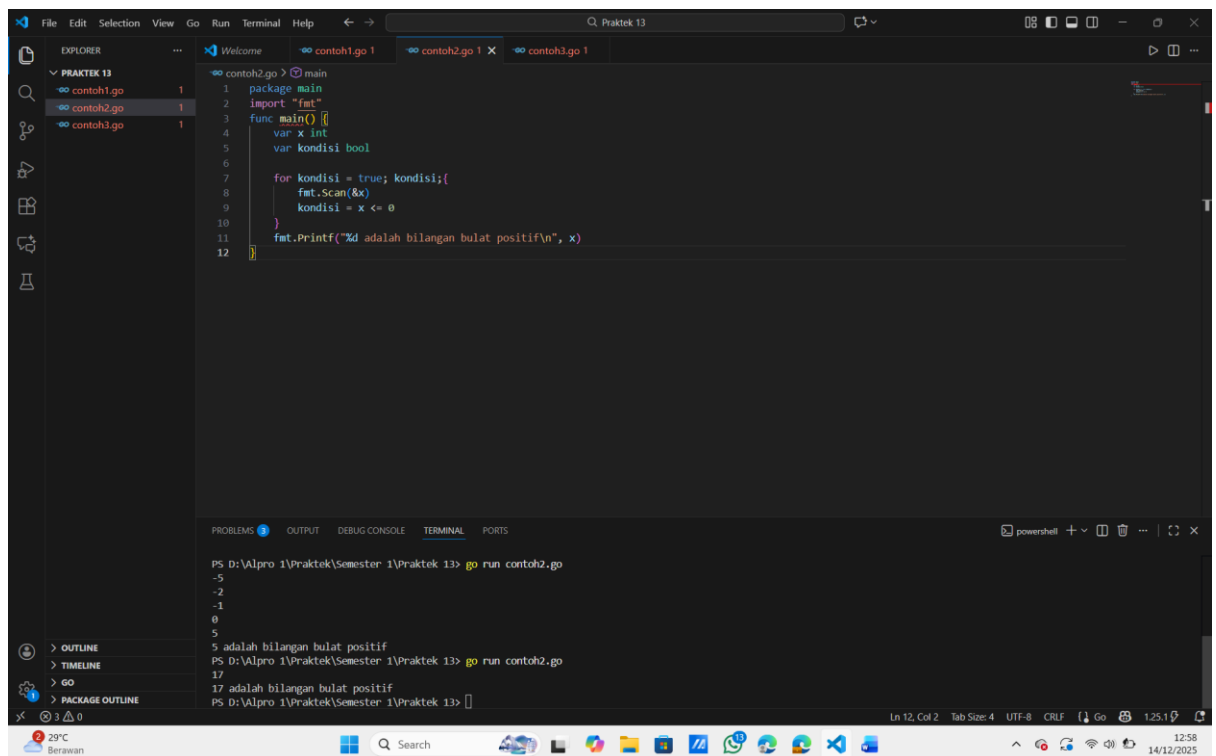 File Edit Selection View Go Run Terminal Help
Praktek 13
EXPLORER
Welcome
contoh1.go 1
contoh2.go 1
contoh3.go 1
PRAKTEK 13
contoh1.go 1
contoh2.go 1
contoh3.go 1
contoh2.go > main
1 package main
2 import "fmt"
3 func main() {
4 var x int
5 var kondisi bool
6
7 for kondisi = true; kondisi;{
8 fmt.Scan(&x)
9 kondisi = x <= 0
10 }
11 fmt.Printf("%d adalah bilangan bulat positif\n", x)
12 }
PROBLEMS 3 OUTPUT DEBUG CONSOLE TERMINAL PORTS
powershell
PS D:\Alpro 1\Praktek\Semester 1\Praktek 13> go run contoh2.go
-5
-2
-1
0
5
5 adalah bilangan bulat positif
PS D:\Alpro 1\Praktek\Semester 1\Praktek 13> go run contoh2.go
17
17 adalah bilangan bulat positif
PS D:\Alpro 1\Praktek\Semester 1\Praktek 13>
OUTLINE
TIMELINE
GO
PACKAGE OUTLINE
3 0
Ln 12, Col 2 Tab Size: 4 UTF-8 CRLF Go 1.25.1
2
29°C
Berawan
Search
13
12:58
14/12/2025